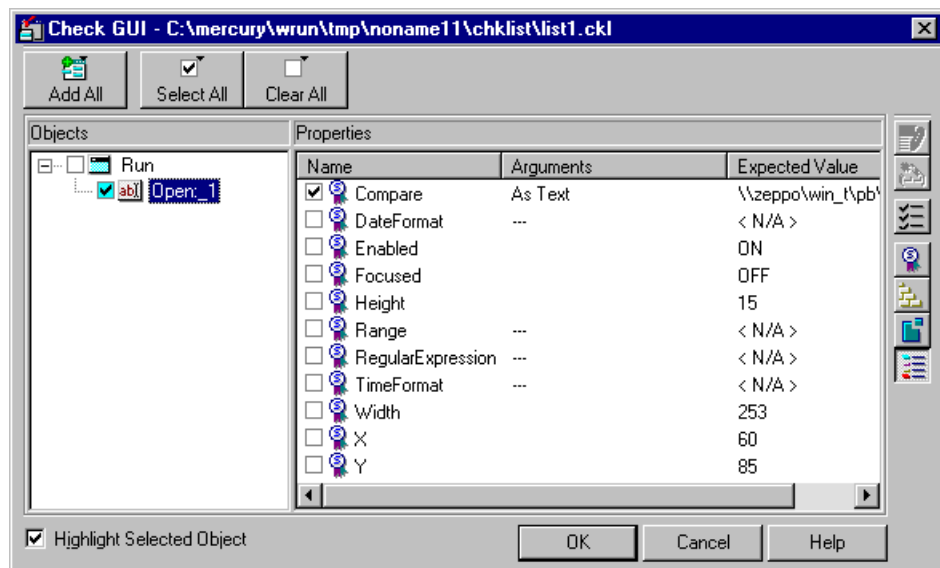 Check GUI - C:\mercury\wrun\tmp\noname11\chklist\list1.ckl
Add All Select All Clear All
Objects Properties
Run
Open:_1
Name Arguments Expected Value
Compare As Text \\zeppo\win_t\pb\
DateFormat --- < N/A >
Enabled ON
Focused OFF
Height 15
Range --- < N/A >
RegularExpression --- < N/A >
TimeFormat --- < N/A >
Width 253
X 60
Y 85
Highlight Selected Object OK Cancel Help